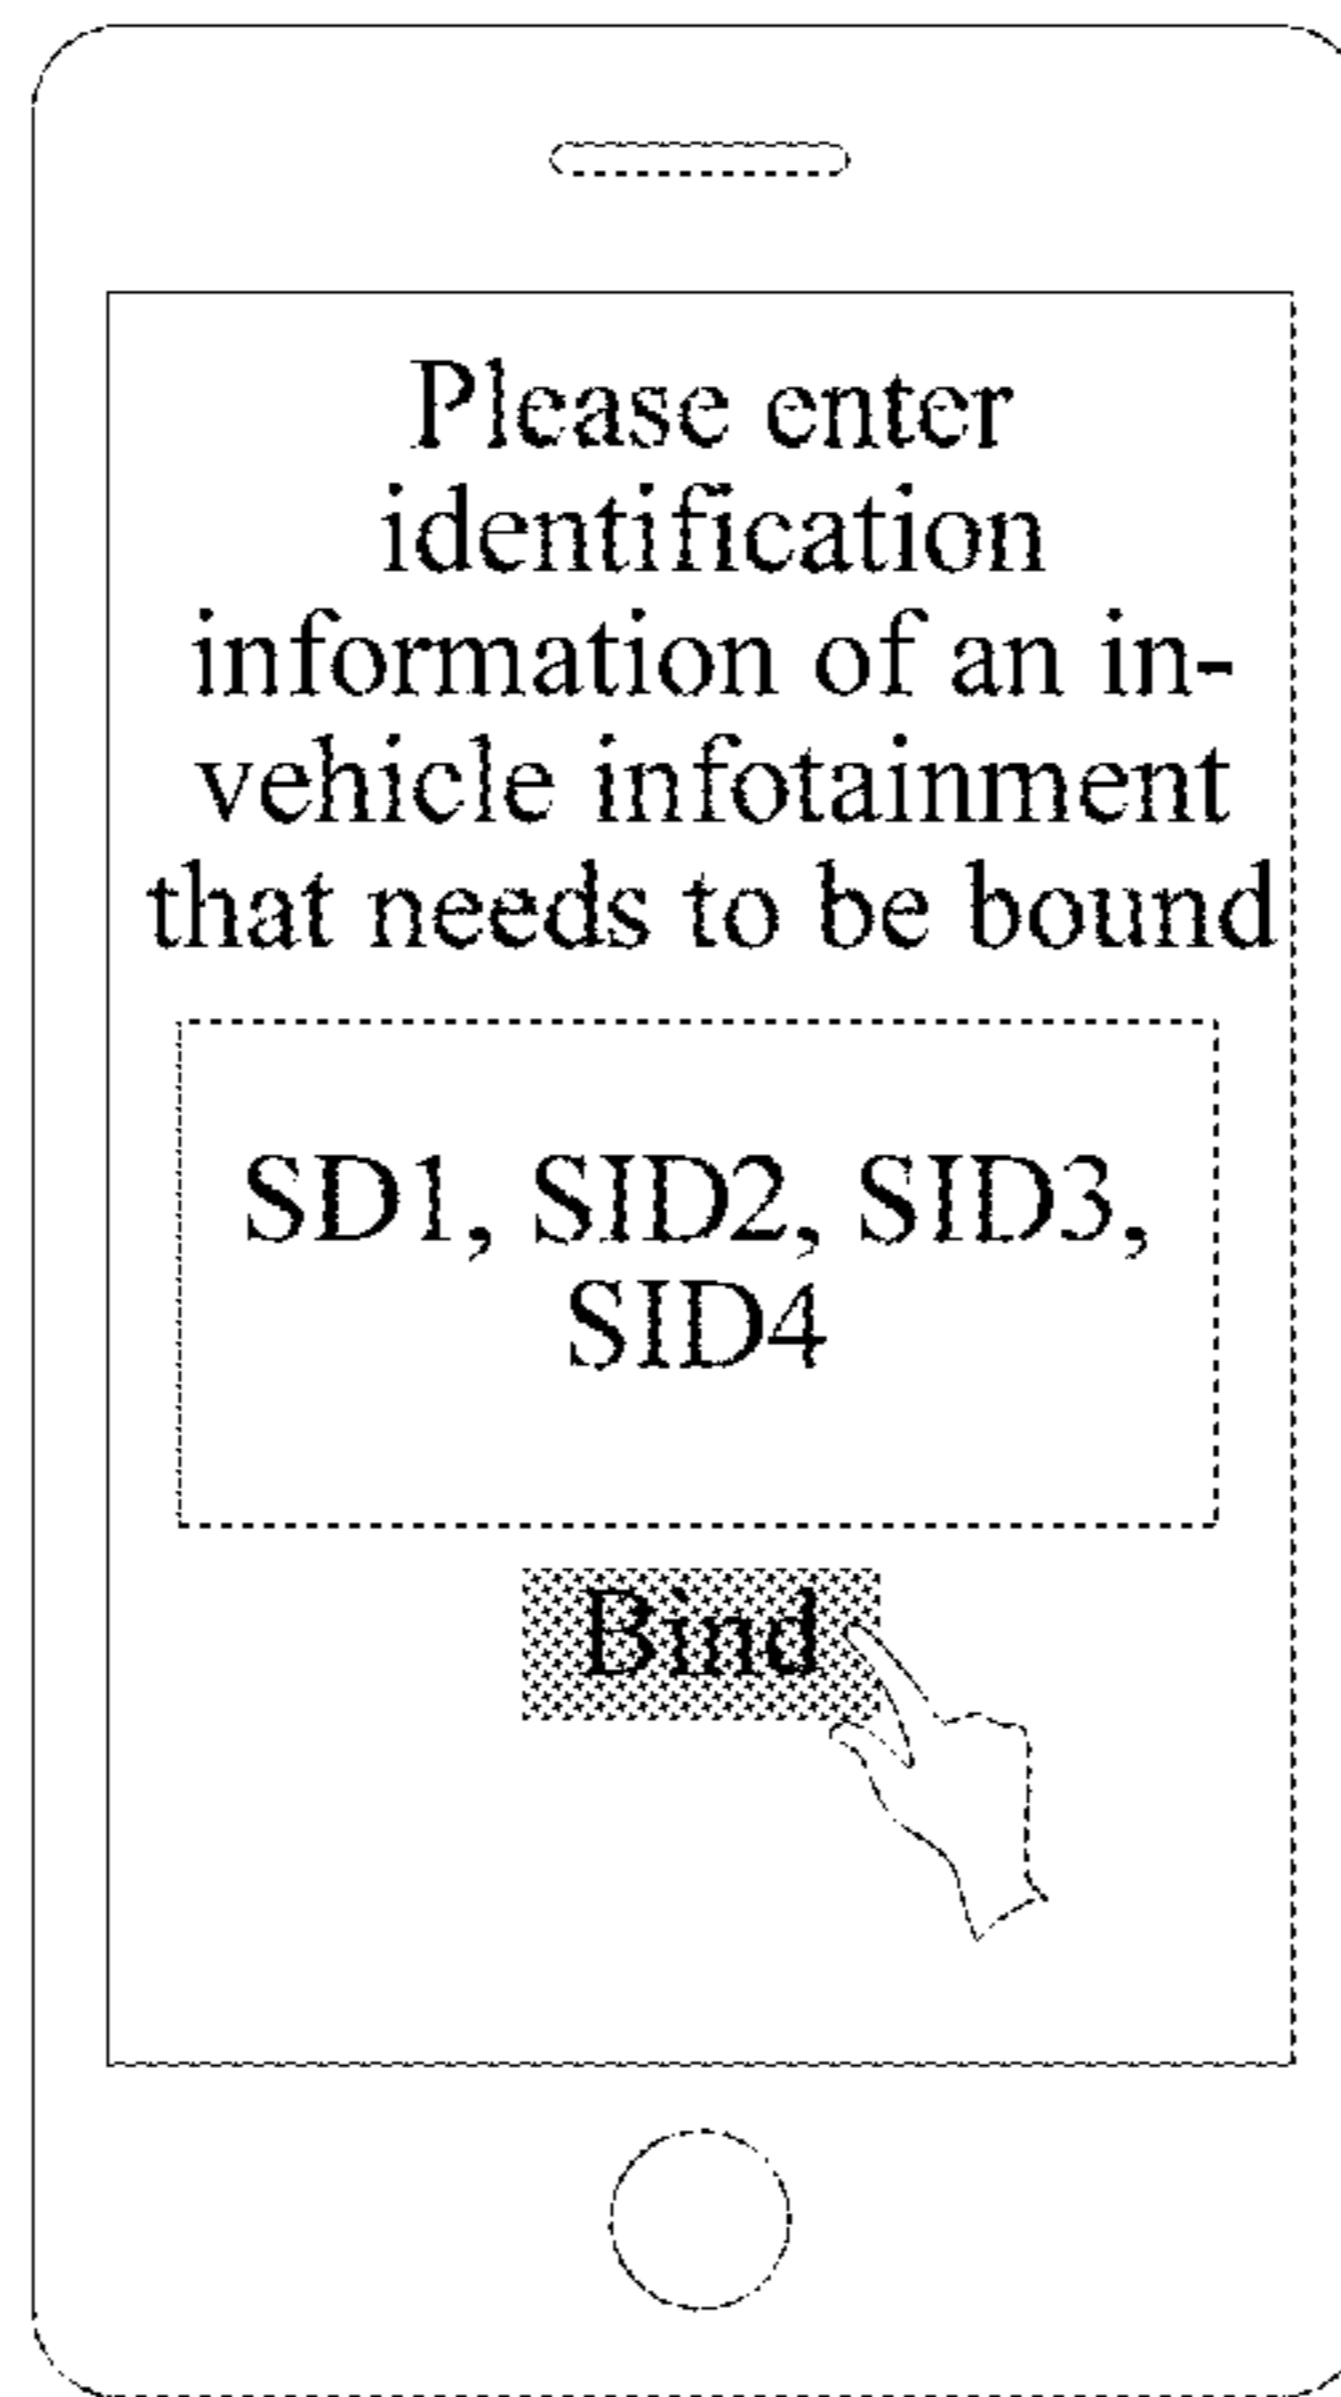 Please enter
identification
information of an in-
vehicle infotainment
that needs to be bound
SD1, SID2, SID3,
SID4
Bind